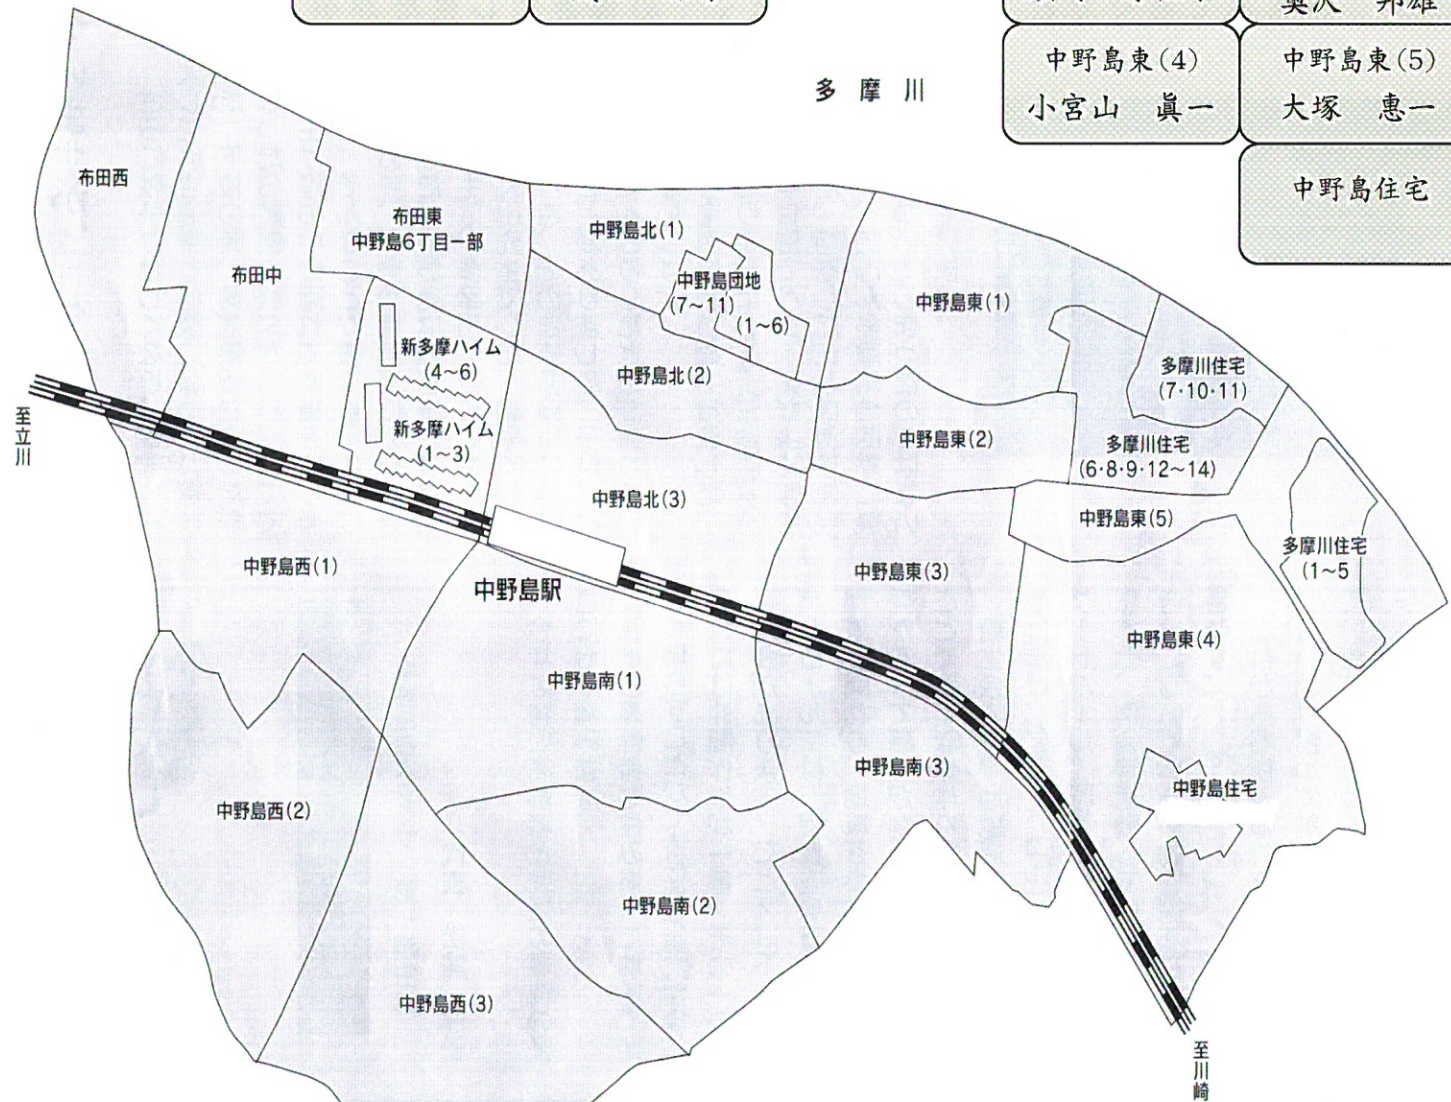 奥沢 邦雄
中野島東(4)
小宮山 眞一
中野島東(5)
大塚 惠一
中野島住宅
多摩川
布田西
布田中
布田東
中野島6丁目一部
中野島北(1)
中野島団地
(7~11)
(1~6)
中野島東(1)
新多摩ハイム
(4~6)
中野島北(2)
多摩川住宅
(7・10・11)
至立川
新多摩ハイム
(1~3)
中野島東(2)
多摩川住宅
(6・8・9・12~14)
中野島北(3)
中野島東(5)
多摩川住宅
(1~5
中野島西(1)
中野島駅
中野島東(3)
中野島東(4)
中野島南(1)
中野島南(3)
中野島住宅
中野島西(2)
中野島南(2)
中野島西(3)
至川崎